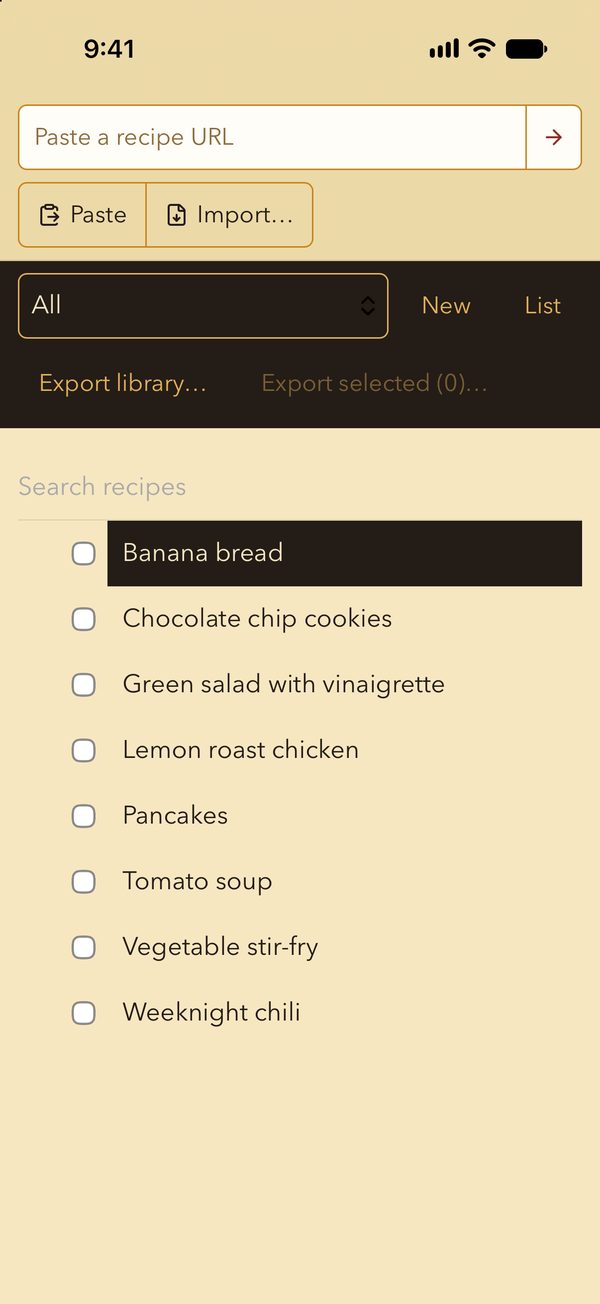 9:41
Paste a recipe URL
Paste Import…
All New List
Export library… Export selected (0)…
Search recipes
Banana bread
Chocolate chip cookies
Green salad with vinaigrette
Lemon roast chicken
Pancakes
Tomato soup
Vegetable stir-fry
Weeknight chili